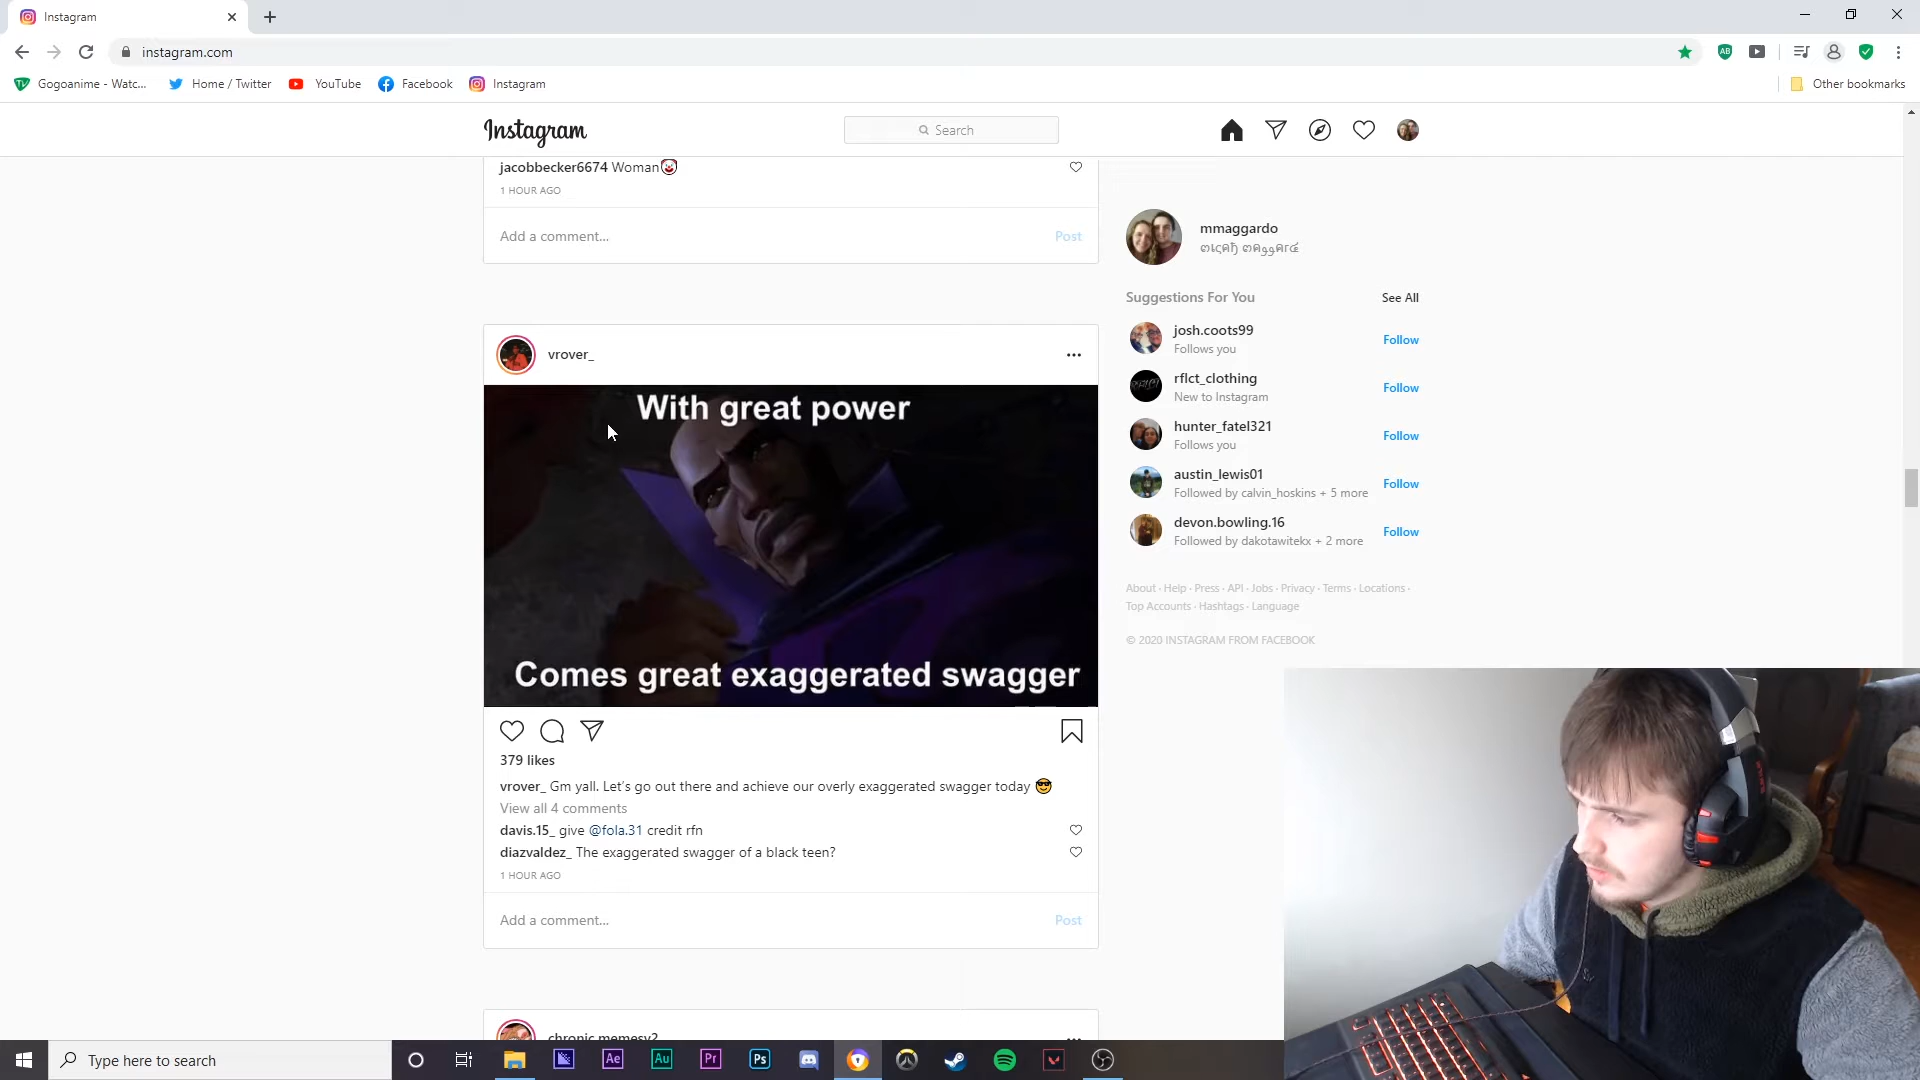 Instagram
instagram.com
Gogoanime - Watc...
Home / Twitter
YouTube
Facebook
Instagram
Other bookmarks
Instagram
Search
jacobbecker6674 Woman🤡
1 HOUR AGO
Add a comment...
Post
mmaggardo
Suggestions For You
See All
josh.coots99
Follows you
Follow
rflct_clothing
New to Instagram
Follow
hunter_fatel321
Follows you
Follow
austin_lewis01
Followed by calvin_hoskins + 5 more
Follow
devon.bowling.16
Followed by dakotawitekx + 2 more
Follow
About · Help · Press · API · Jobs · Privacy · Terms · Locations ·
Top Accounts · Hashtags · Language
© 2020 INSTAGRAM FROM FACEBOOK
vrover_
With great power
Comes great exaggerated swagger
379 likes
vrover_ Gm yall. Let's go out there and achieve our overly exaggerated swagger today 😎
View all 4 comments
davis.15_ give @fola.31 credit rfn
diazvaldez_ The exaggerated swagger of a black teen?
1 HOUR AGO
Add a comment...
Post
chronic.memesv2
Type here to search
Ae
Au
Pr
Ps